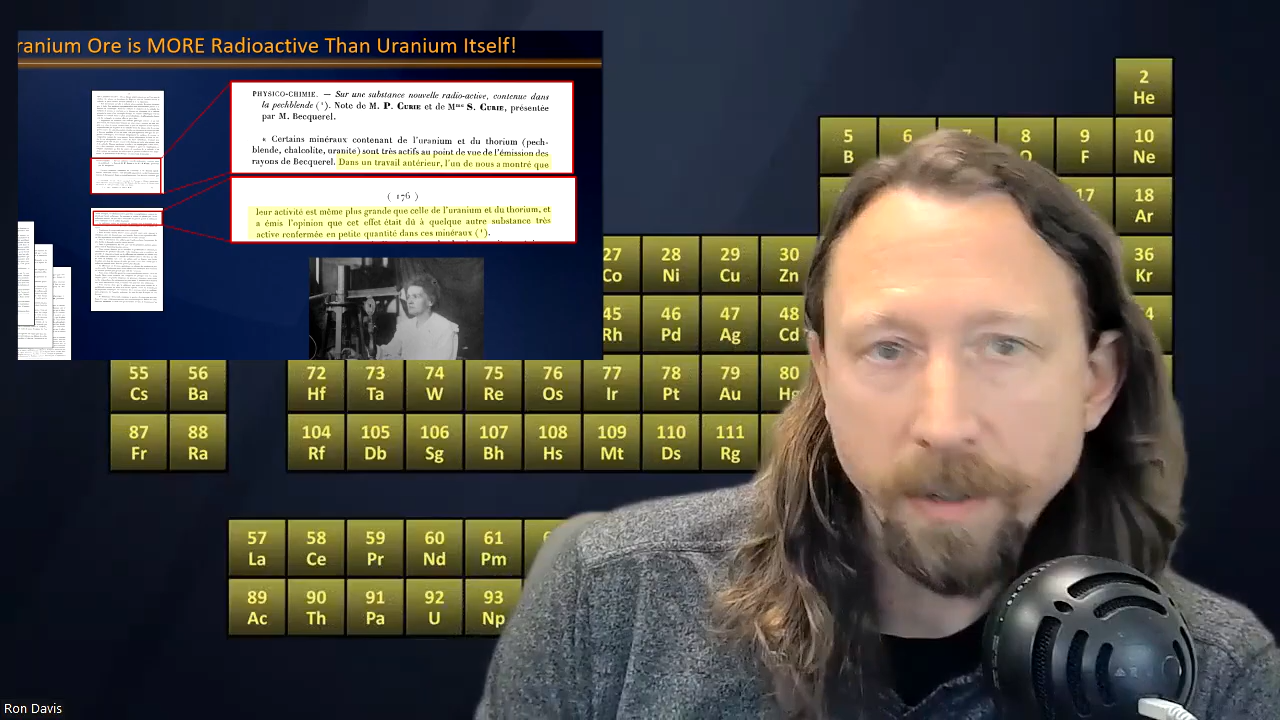 ranium Ore is MORE Radioactive Than Uranium Itself!
PHYSICO-CHIMIE. — Sur une substance nouvelle radio-active, contenue dans
la pechblende (¹). Note de M. P. CURIE et de Mme S. CURIE, présentée
par M. Becquerel.
minéraux contenant de l'uranium et du thorium (pech-
blende, chalcolite, uranite) sont très actifs au point de vue de l'émission des
rayons de Becquerel. Dans un travail antérieur, l'un de nous a montré que
( 176 )
leur activité est même plus grande que celle de l'uranium et du thorium, et
a émis l'opinion que cet effet était dû à quelque autre substance très
active renfermée en petite quantité dans ces minéraux (¹).
2
He
5 6 7 8 9 10
B F Ne
17 18
Ar
27 28 29 30 36
Co Ni Cu Zn Kr
45 46 47 48
Rh Pd Ag Cd
55 56 72 73 74 75 76 77 78 79 80
Cs Ba Hf Ta W Re Os Ir Pt Au Hg
87 88 104 105 106 107 108 109 110 111
Fr Ra Rf Db Sg Bh Hs Mt Ds Rg
57 58 59 60 61
La Ce Pr Nd Pm
89 90 91 92 93
Ac Th Pa U Np
Ron Davis